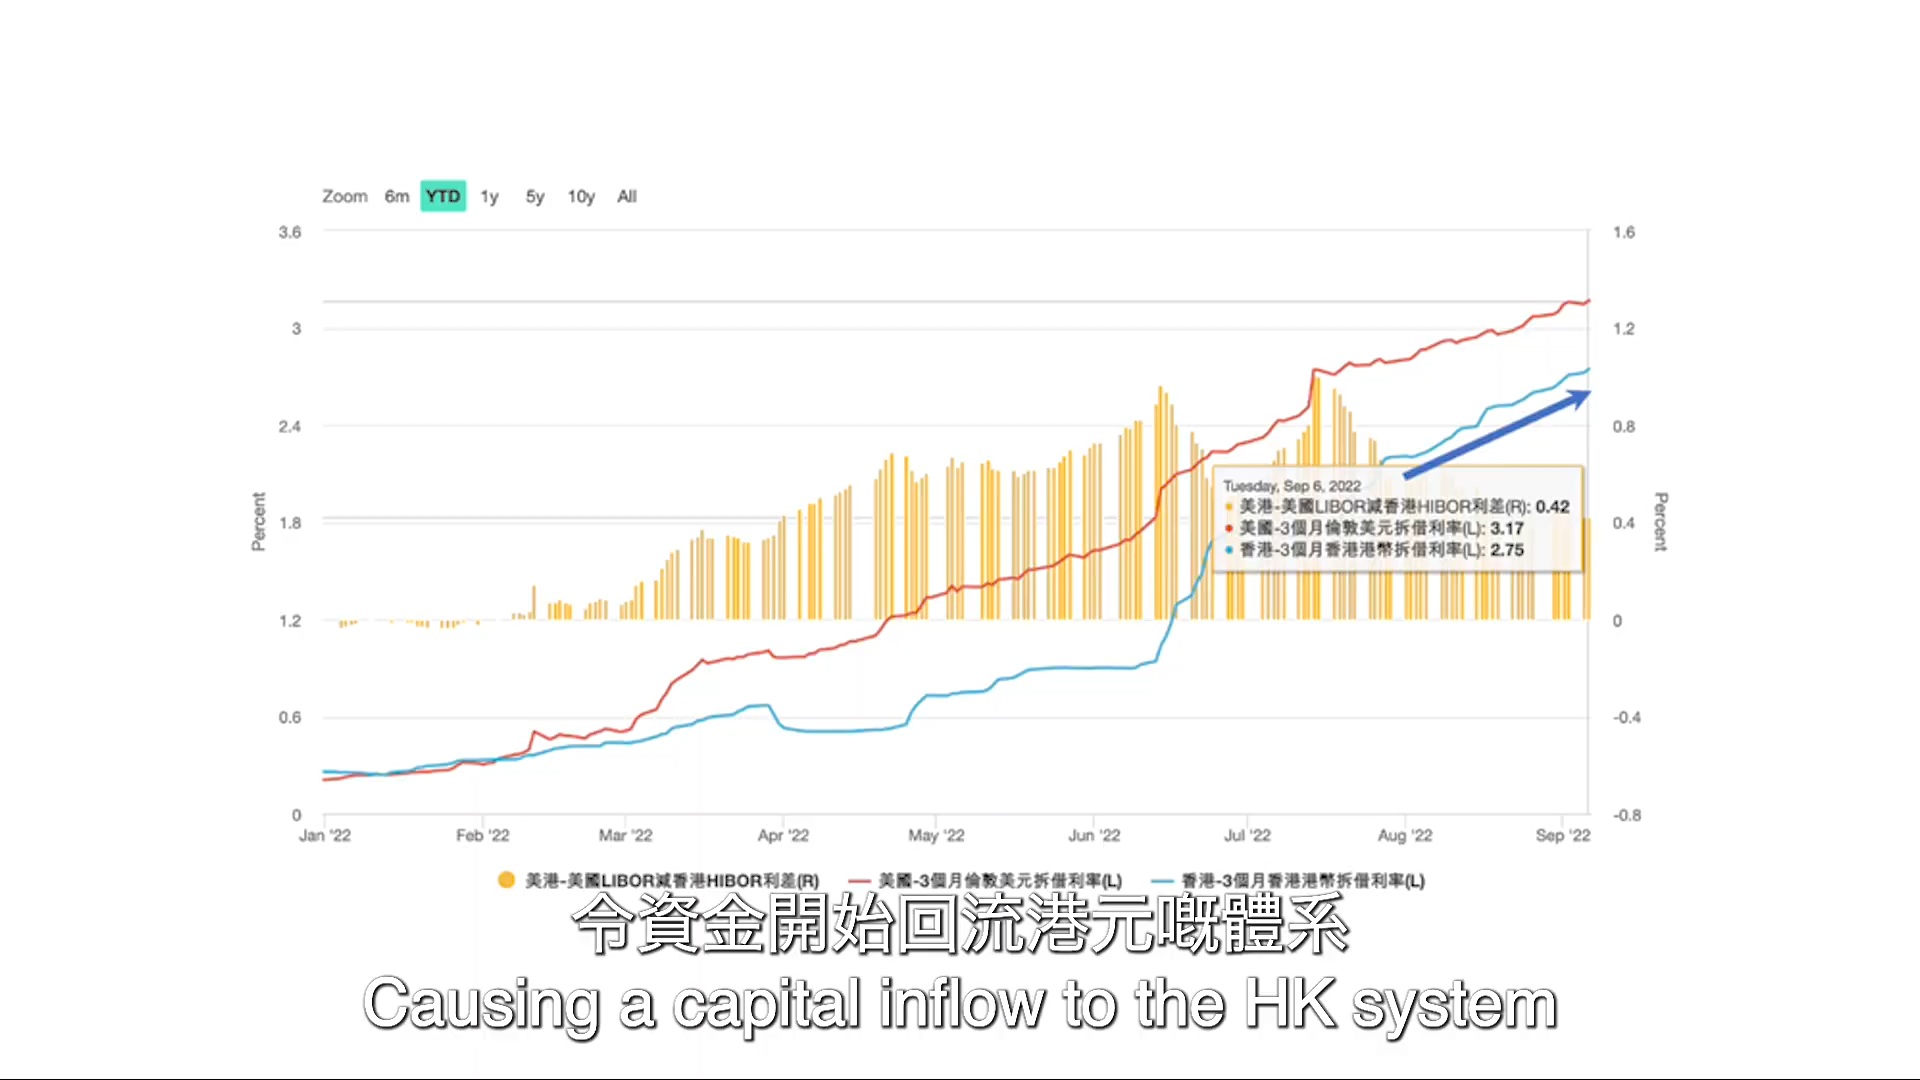 Zoom 6m YTD 1y 5y 10y All
3.6 1.6
3 1.2
2.4 0.8
1.8 0.4
1.2 0
0.6 -0.4
0 -0.8
Percent
Percent
Tuesday, Sep 6, 2022
美港-美國LIBOR減香港HIBOR利差(R): 0.42
美國-3個月倫敦美元拆借利率(L): 3.17
香港-3個月香港港幣拆借利率(L): 2.75
Jan '22 Feb '22 Mar '22 Apr '22 May '22 Jun '22 Jul '22 Aug '22 Sep '22
美港-美國LIBOR減香港HIBOR利差(R) 美國-3個月倫敦美元拆借利率(L) 香港-3個月香港港幣拆借利率(L)
令資金開始回流港元嘅體系
Causing a capital inflow to the HK system